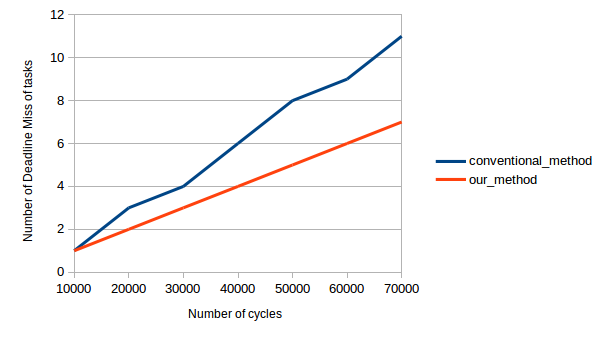 12
10
8
6
4
2
0
Number of Deadline Miss of tasks
10000 20000 30000 40000 50000 60000 70000
Number of cycles
conventional_method
our_method